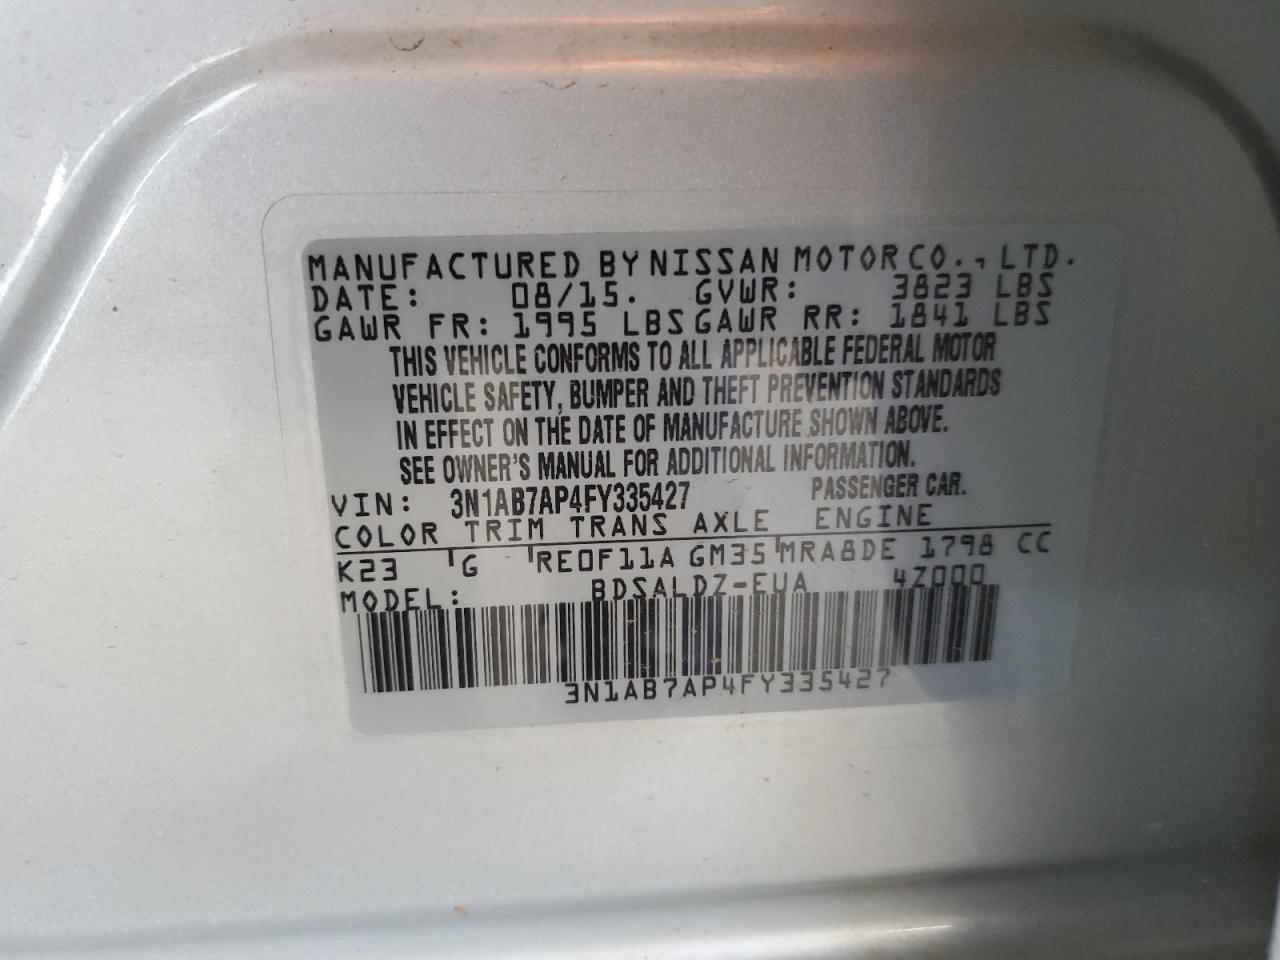 MANUFACTURED BY NISSAN MOTOR CO., LTD.
DATE: 08/15. GVWR: 3823 LBS
GAWR FR: 1995 LBS GAWR RR: 1841 LBS
THIS VEHICLE CONFORMS TO ALL APPLICABLE FEDERAL MOTOR
VEHICLE SAFETY, BUMPER AND THEFT PREVENTION STANDARDS
IN EFFECT ON THE DATE OF MANUFACTURE SHOWN ABOVE.
SEE OWNER'S MANUAL FOR ADDITIONAL INFORMATION.
VIN: 3N1AB7AP4FY335427 PASSENGER CAR.
COLOR TRIM TRANS AXLE ENGINE
K23 G RE0F11A GM35 MRA8DE 1798 CC
MODEL: BDSALDZ-EUA 4Z000
3N1AB7AP4FY335427